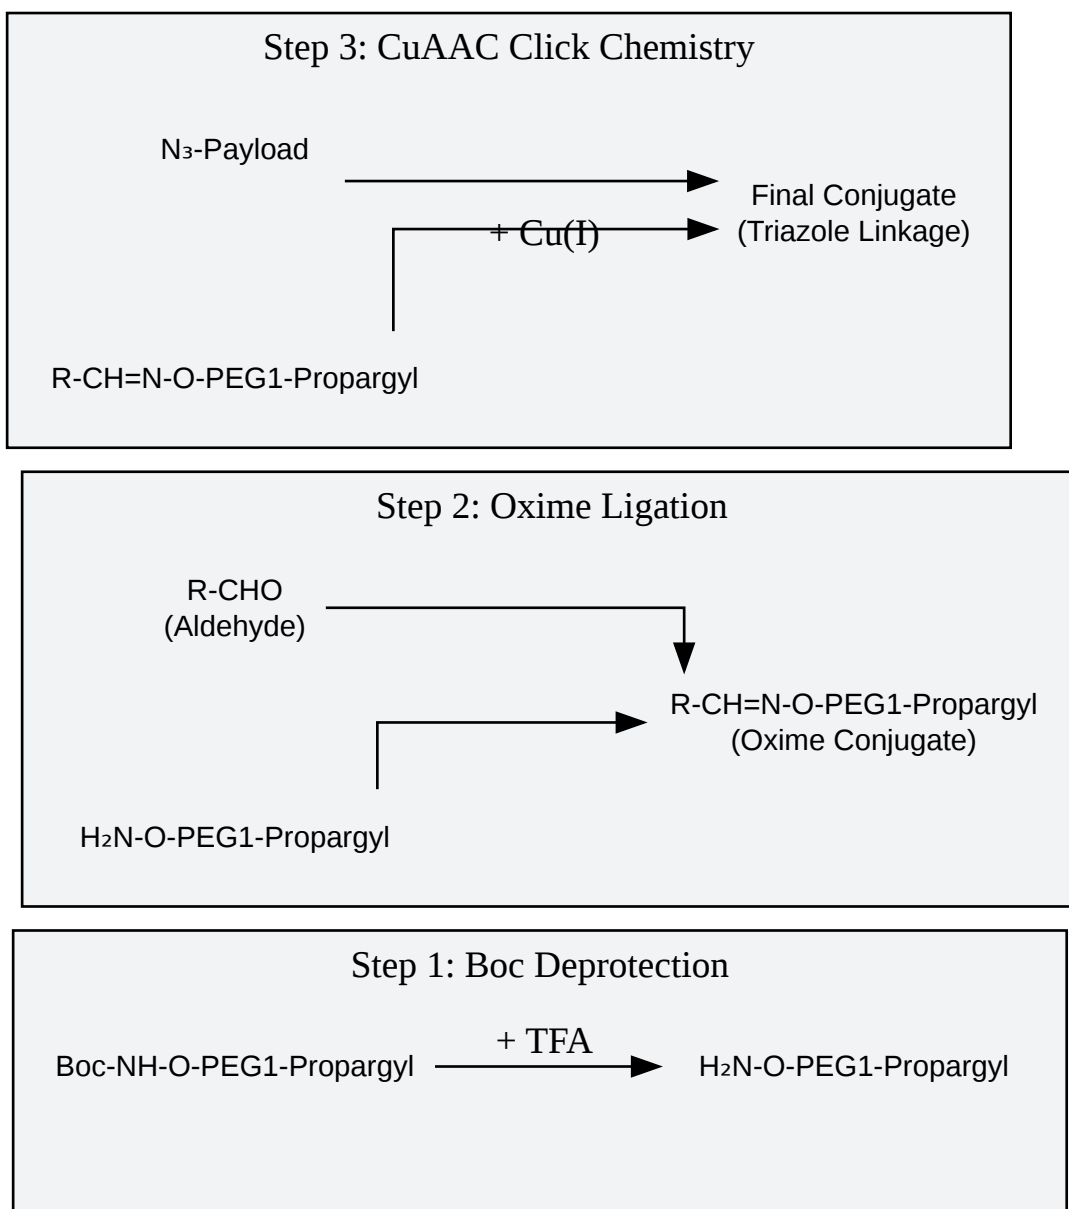 Step 3: CuAAC Click Chemistry
N₃-Payload
Final Conjugate
(Triazole Linkage)
+ Cu(I)
R-CH=N-O-PEG1-Propargyl
Step 2: Oxime Ligation
R-CHO
(Aldehyde)
R-CH=N-O-PEG1-Propargyl
(Oxime Conjugate)
H₂N-O-PEG1-Propargyl
Step 1: Boc Deprotection
+ TFA
Boc-NH-O-PEG1-Propargyl
H₂N-O-PEG1-Propargyl